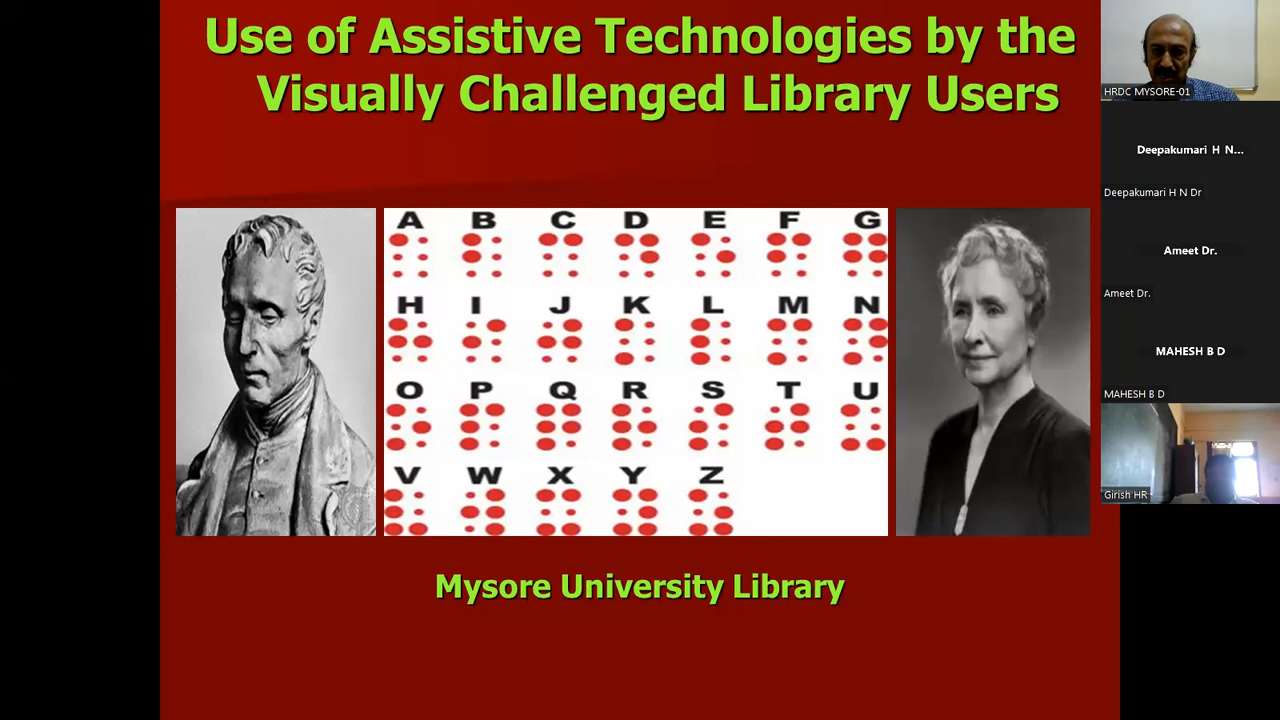 Use of Assistive Technologies by the
Visually Challenged Library Users
A B C D E F G
H I J K L M N
O P Q R S T U
V W X Y Z
Mysore University Library
HRDC MYSORE-01
Deepakumari H N...
Deepakumari H N Dr
Ameet Dr.
Ameet Dr.
MAHESH B D
MAHESH B D
Girish HR